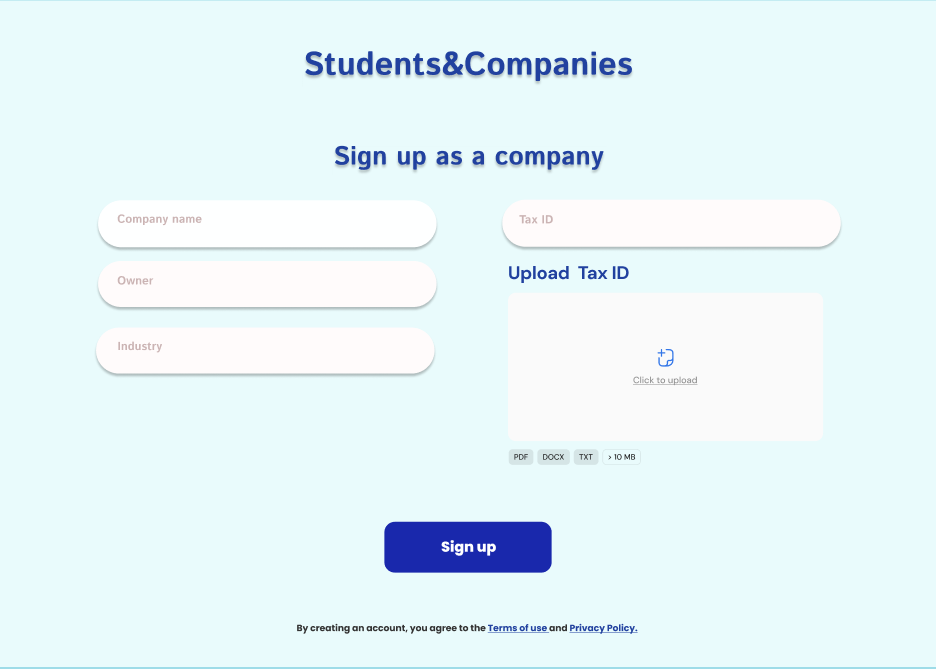 Students&Companies
Sign up as a company
Company name
Owner
Industry
Tax ID
Upload Tax ID
Click to upload
PDF DOCX TXT > 10 MB
Sign up
By creating an account, you agree to the Terms of use and Privacy Policy.